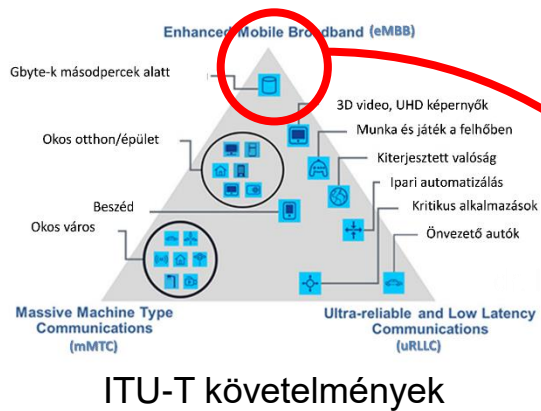 Enhanced Mobile Broadband (eMBB)
Gbyte-k másodpercek alatt
3D video, UHD képernyők
Munka és játék a felhőben
Okos otthon/épület
Kiterjesztett valóság
Ipari automatizálás
Beszéd
Kritikus alkalmazások
Okos város
Önvezető autók
Massive Machine Type
Communications
(mMTC)
Ultra-reliable and Low Latency
Communications
(uRLLC)
ITU-T követelmények